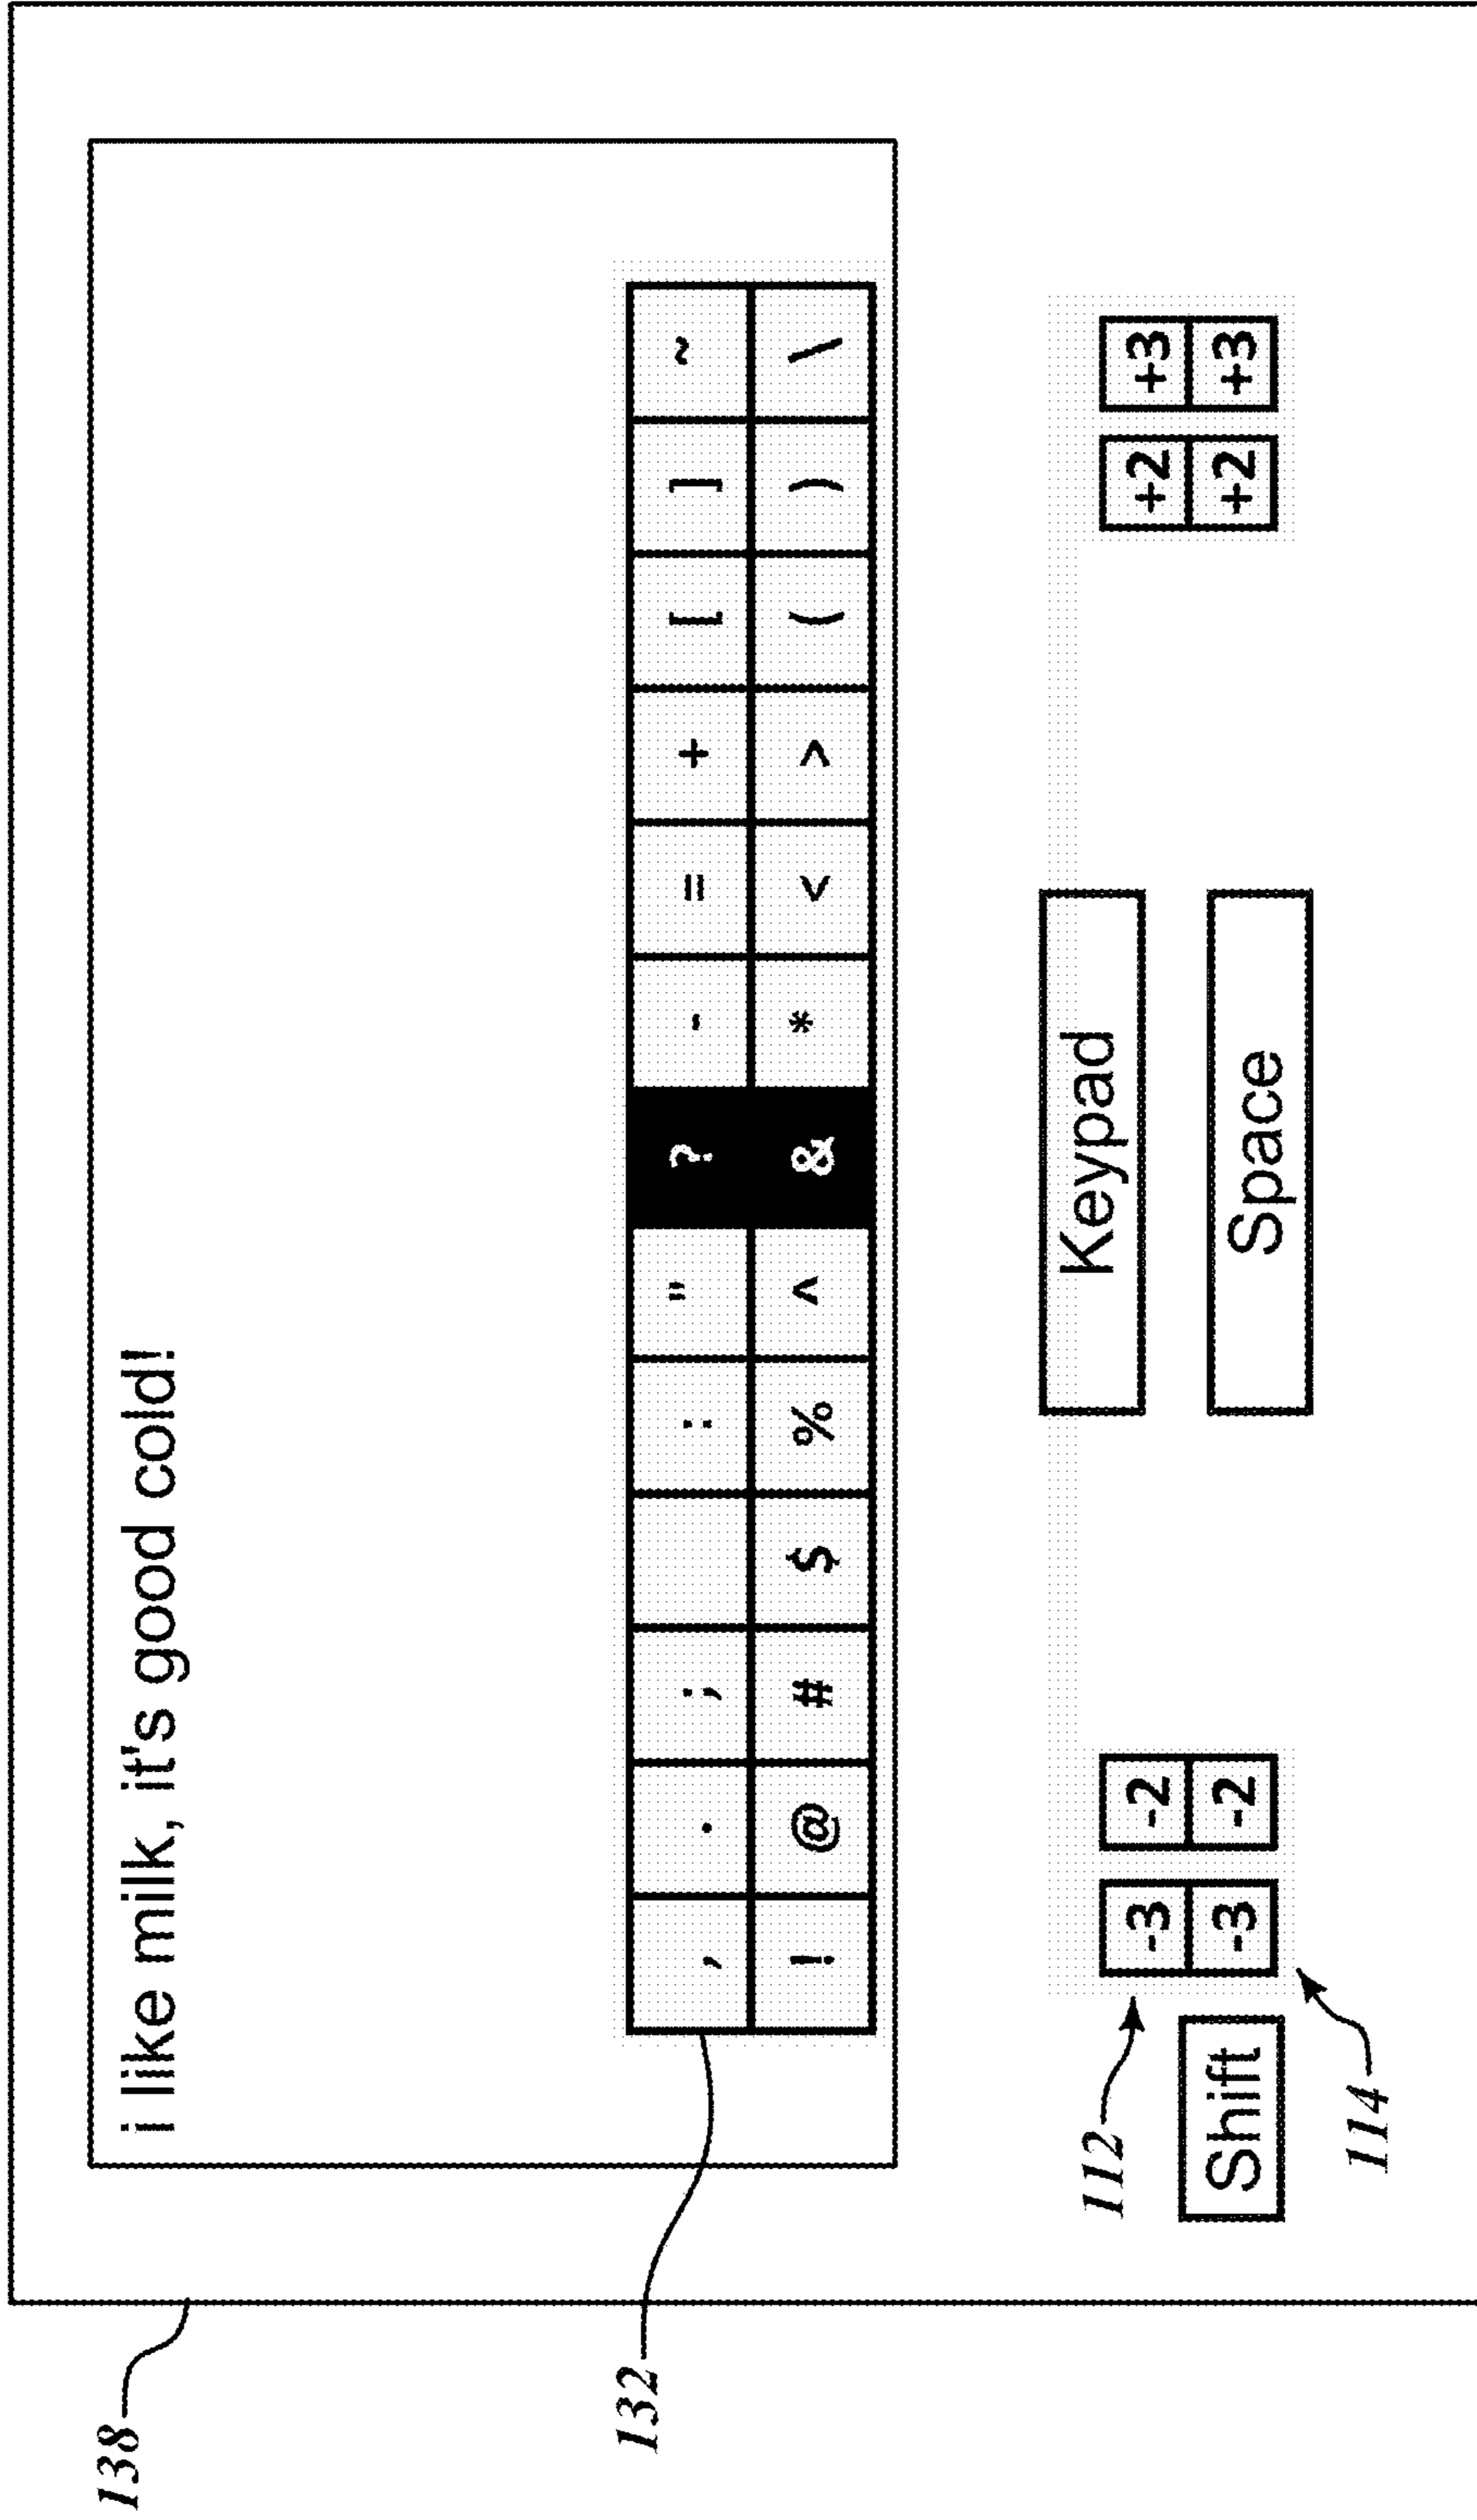 138
i like milk, it's good cold!
132
, . ; : " ? - = + [ ] ~
! @ # $ % ^ & * < > ( ) \
112
-3 -2 Keypad +2 +3
-3 -2 +2 +3
Shift Space
114